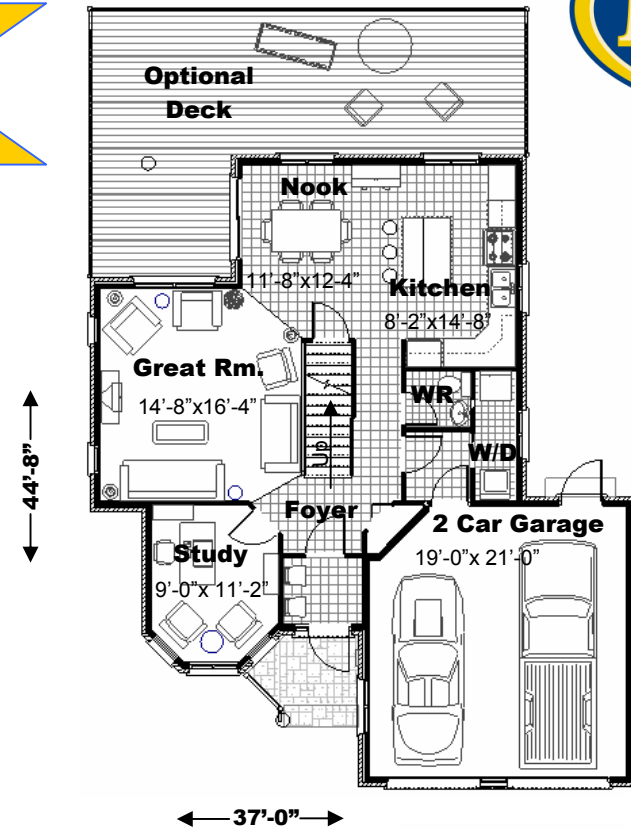 Optional
Deck
Nook
11'-8"x12-4"
Kitchen
8'-2"x14'-8"
Great Rm.
14'-8"x16'-4"
WR
W/D
Up
44'-8"
Foyer
2 Car Garage
19'-0"x 21'-0"
Study
9'-0"x 11'-2"
37'-0"